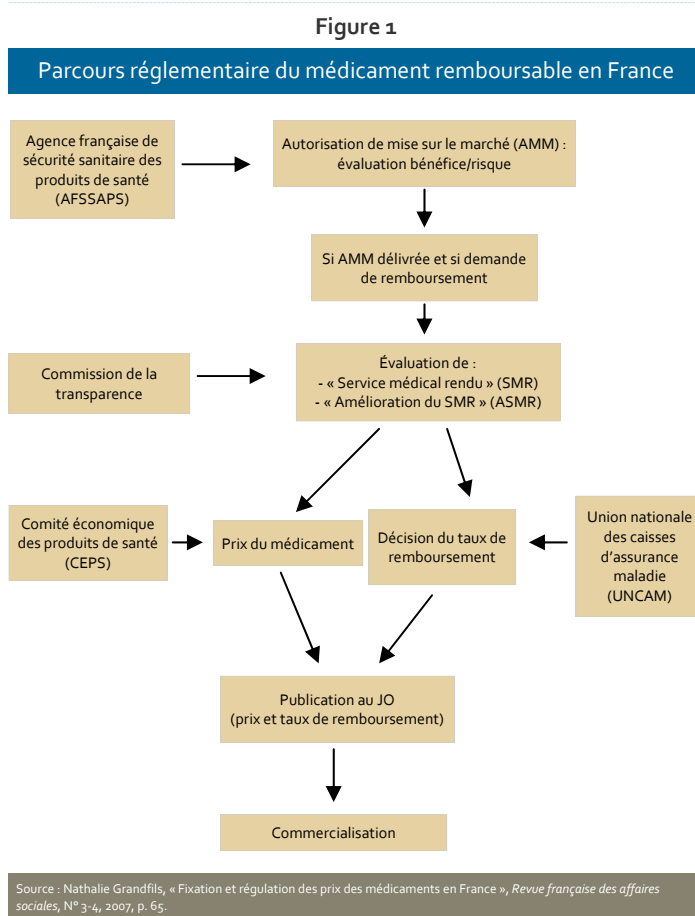 Figure 1
Parcours réglementaire du médicament remboursable en France
Agence française de
sécurité sanitaire des
produits de santé
(AFSSAPS)
Autorisation de mise sur le marché (AMM) :
évaluation bénéfice/risque
Si AMM délivrée et si demande
de remboursement
Commission de la
transparence
Évaluation de :
- « Service médical rendu » (SMR)
- « Amélioration du SMR » (ASMR)
Comité économique
des produits de santé
(CEPS)
Prix du médicament
Décision du taux de
remboursement
Union nationale
des caisses
d’assurance
maladie
(UNCAM)
Publication au JO
(prix et taux de remboursement)
Commercialisation
Source : Nathalie Grandfils, « Fixation et régulation des prix des médicaments en France », Revue française des affaires
sociales, N° 3-4, 2007, p. 65.